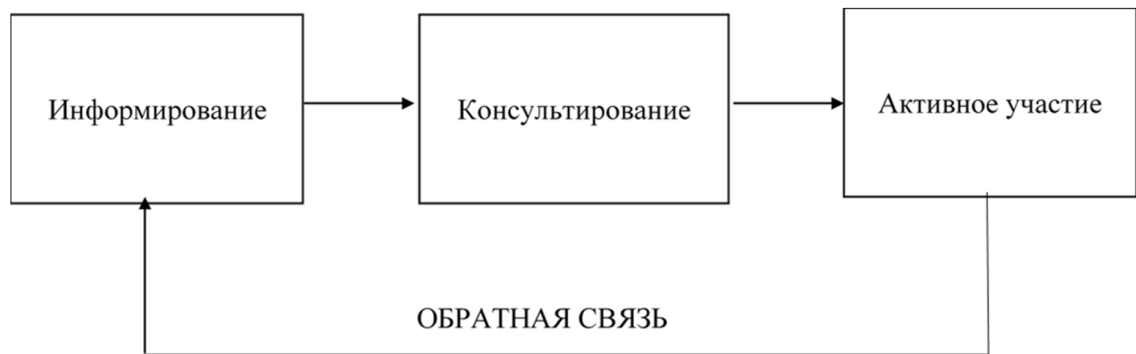 Информирование
Консультирование
Активное участие
ОБРАТНАЯ СВЯЗЬ